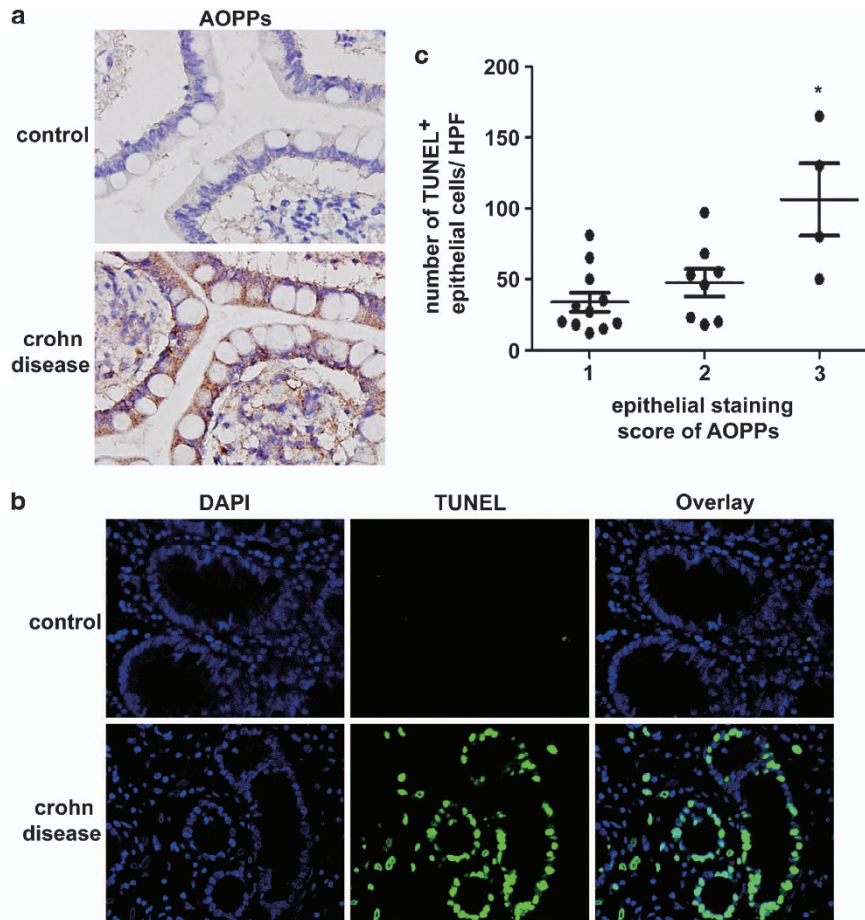 a
AOPPs
control
crohn
disease
c
number of TUNEL+
epithelial cells/ HPF
200
150
100
50
0
*
1 2 3
epithelial staining
score of AOPPs
b
DAPI TUNEL Overlay
control
crohn
disease